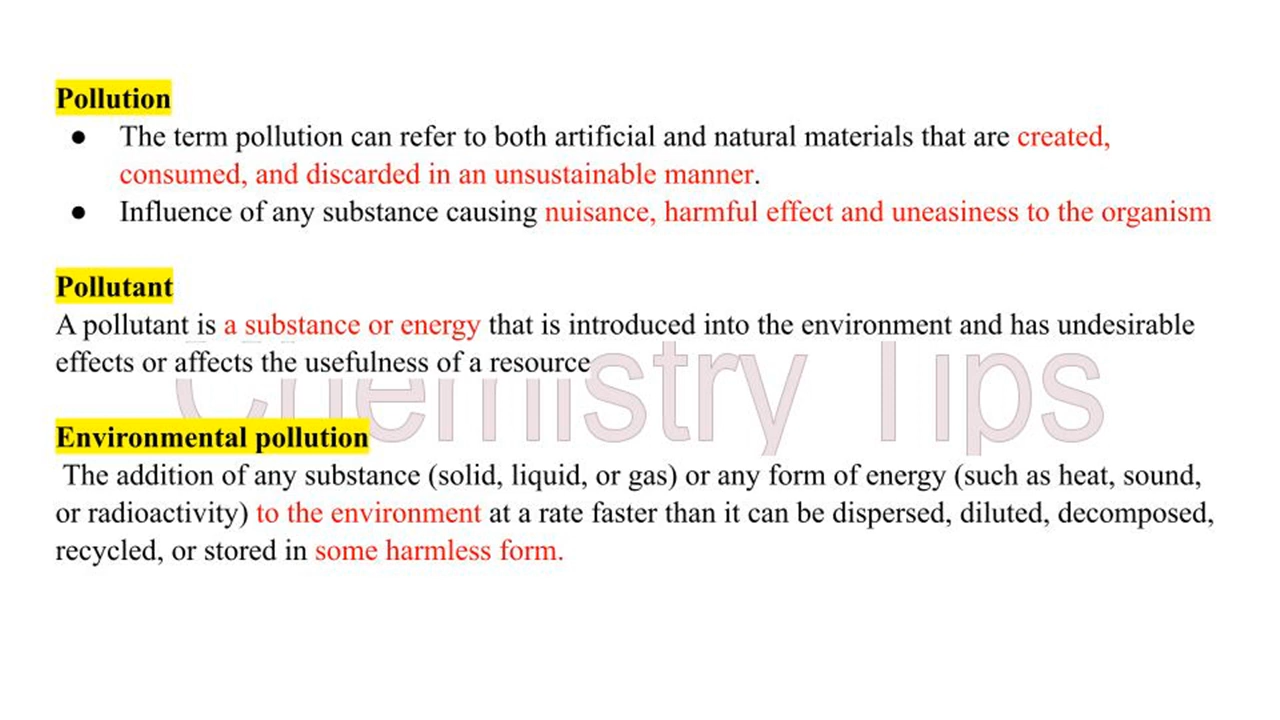 Pollution
● The term pollution can refer to both artificial and natural materials that are created,
consumed, and discarded in an unsustainable manner.
● Influence of any substance causing nuisance, harmful effect and uneasiness to the organism
Pollutant
A pollutant is a substance or energy that is introduced into the environment and has undesirable
effects or affects the usefulness of a resource
Chemistry Tips
Environmental pollution
The addition of any substance (solid, liquid, or gas) or any form of energy (such as heat, sound,
or radioactivity) to the environment at a rate faster than it can be dispersed, diluted, decomposed,
recycled, or stored in some harmless form.